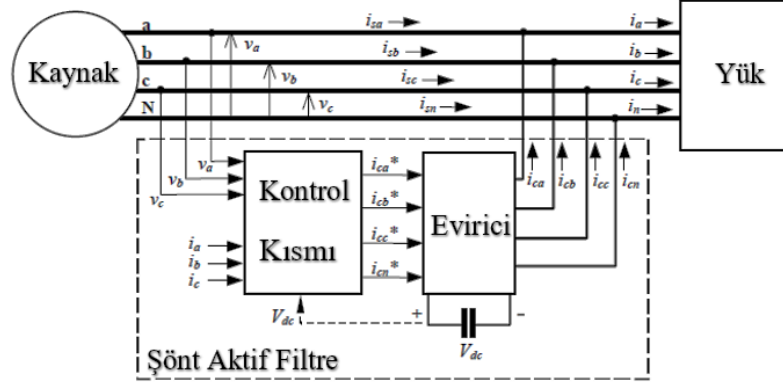 a
i_sa
i_a
v_a
b
i_sb
i_b
Kaynak
Yük
v_b
c
i_sc
i_c
v_c
N
i_sn
i_n
v_a
v_b
v_c
Kontrol
Kısmı
i_ca*
i_cb*
i_cc*
i_cn*
Evirici
i_ca
i_cb
i_cc
i_cn
i_a
i_b
i_c
V_dc
+
-
V_dc
Şönt Aktif Filtre